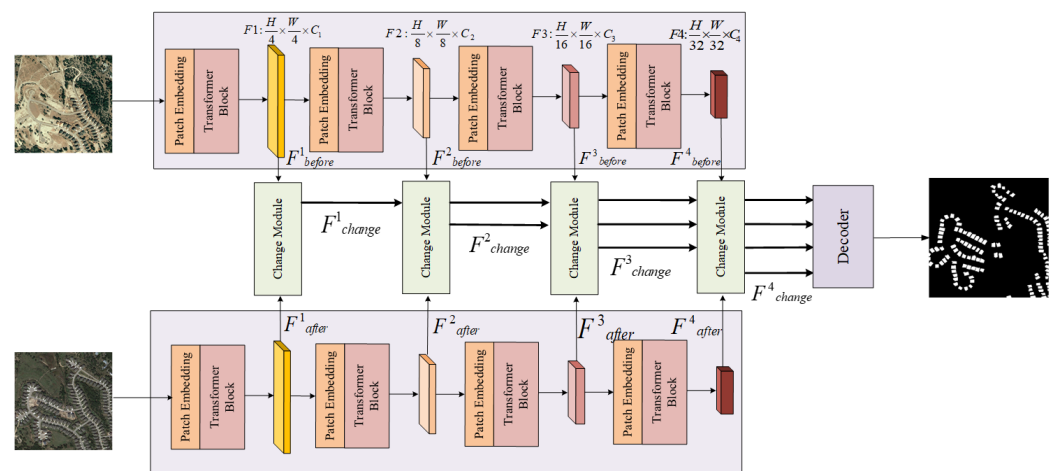 F1: H/4 × W/4 × C₁
F2: H/8 × W/8 × C₂
F3: H/16 × W/16 × C₃
F4: H/32 × W/32 × C₄
Patch Embedding
Transformer Block
Patch Embedding
Transformer Block
Patch Embedding
Transformer Block
Patch Embedding
Transformer Block
F¹before
F²before
F³before
F⁴before
Change Module
Change Module
Change Module
Change Module
Decoder
F¹change
F²change
F³change
F⁴change
F¹after
F²after
F³after
F⁴after
Patch Embedding
Transformer Block
Patch Embedding
Transformer Block
Patch Embedding
Transformer Block
Patch Embedding
Transformer Block